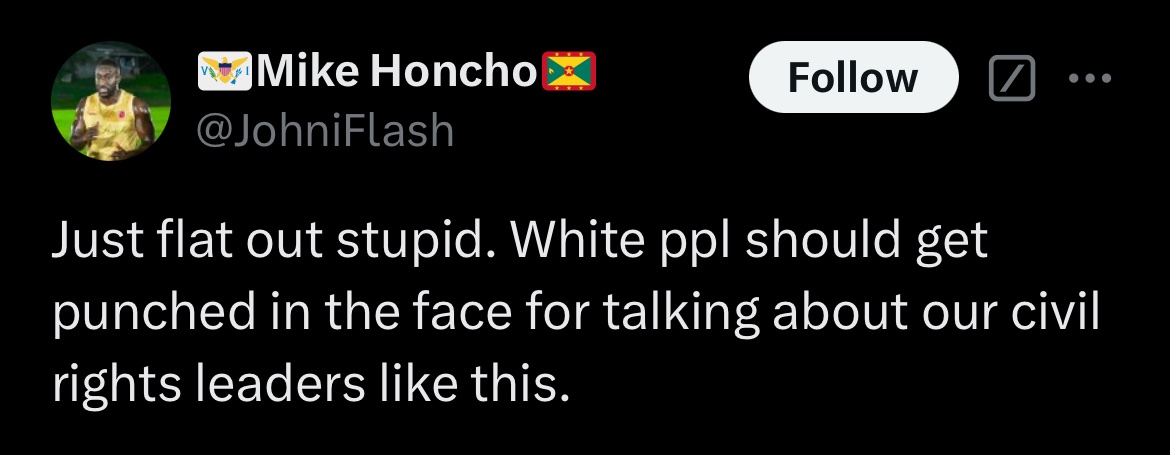 Mike Honcho
@JohniFlash
Follow
Just flat out stupid. White ppl should get
punched in the face for talking about our civil
rights leaders like this.